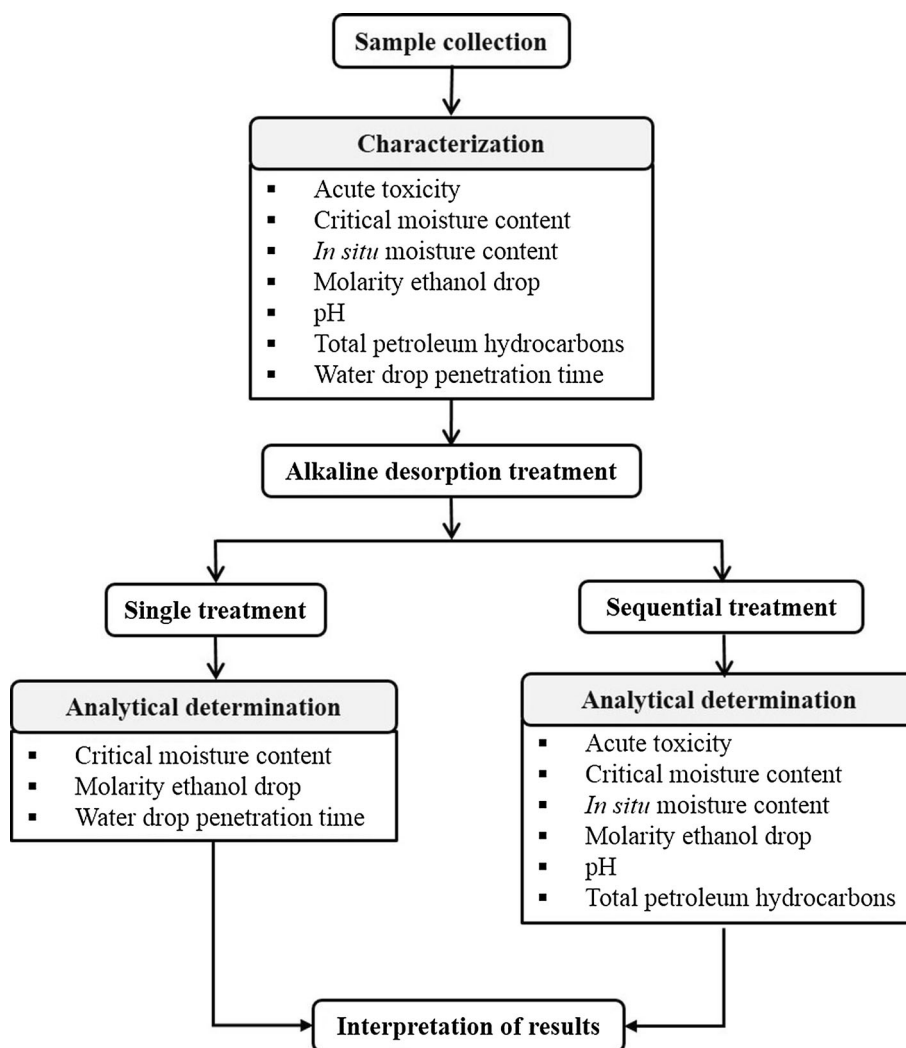 Sample collection
Characterization
▪ Acute toxicity
▪ Critical moisture content
▪ In situ moisture content
▪ Molarity ethanol drop
▪ pH
▪ Total petroleum hydrocarbons
▪ Water drop penetration time
Alkaline desorption treatment
Single treatment
Analytical determination
▪ Critical moisture content
▪ Molarity ethanol drop
▪ Water drop penetration time
Sequential treatment
Analytical determination
▪ Acute toxicity
▪ Critical moisture content
▪ In situ moisture content
▪ Molarity ethanol drop
▪ pH
▪ Total petroleum hydrocarbons
Interpretation of results